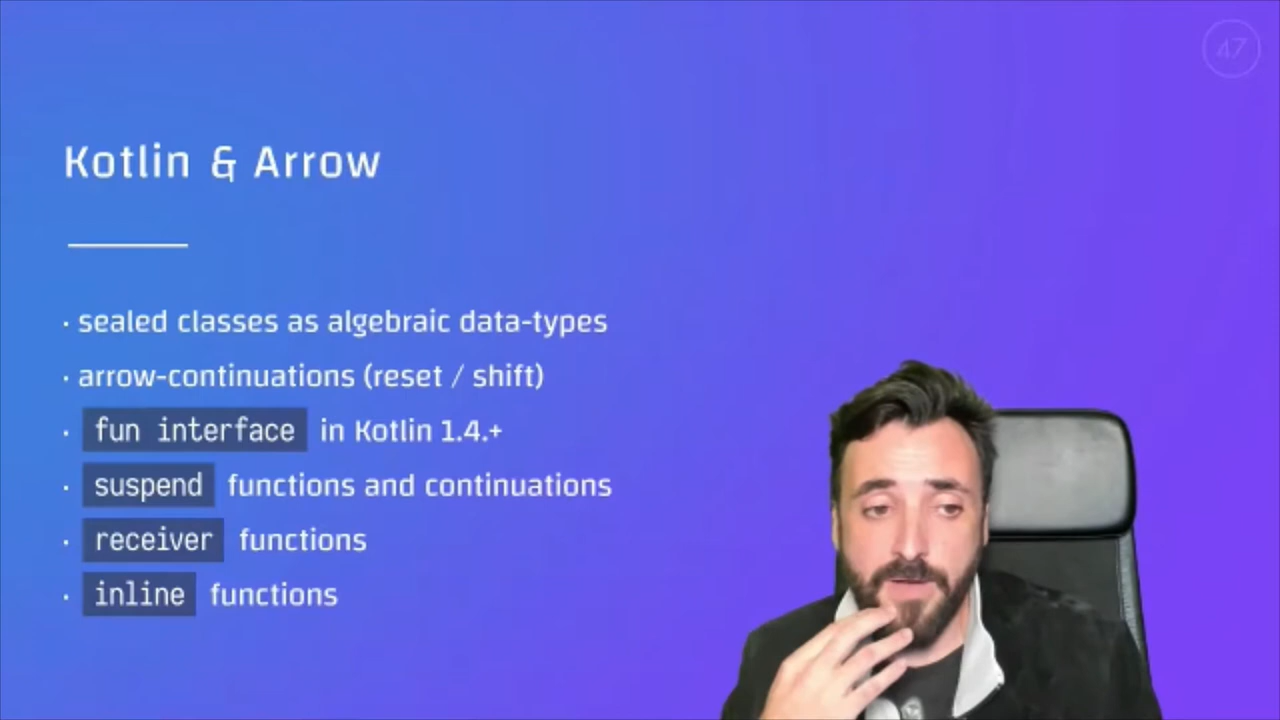 47
Kotlin & Arrow
· sealed classes as algebraic data-types
· arrow-continuations (reset / shift)
· fun interface in Kotlin 1.4.+
· suspend functions and continuations
· receiver functions
· inline functions